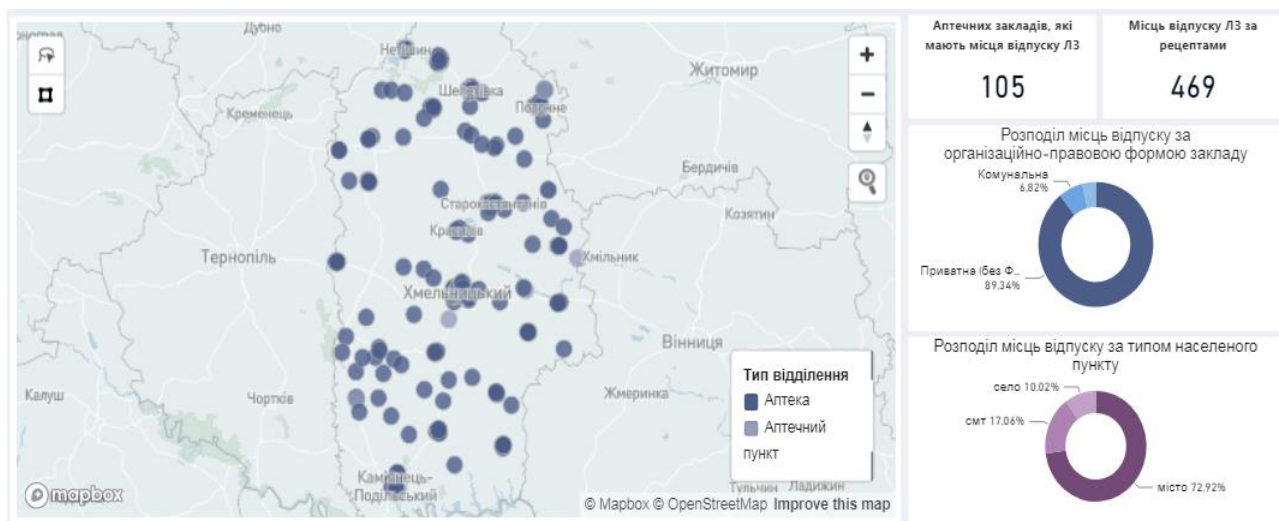 Дубно
Нетішин
Житомир
Шепетівка
Полонне
Кременець
Бердичів
Старокостянтинів
Козятин
Красилів
Тернопіль
Хмільник
Хмельницький
Вінниця
Калуш
Чортків
Жмеринка
Кам'янець-
Подільський
Тульчин
Ладижин
Тип відділення
Аптека
Аптечний
пункт
mapbox
© Mapbox © OpenStreetMap Improve this map
Аптечних закладів, які
мають місця відпуску ЛЗ
105
Місць відпуску ЛЗ за
рецептами
469
Розподіл місць відпуску за
організаційно-правовою формою закладу
Комунальна
6,82%
Приватна (без Ф...
89,34%
Розподіл місць відпуску за типом населеного
пункту
село 10,02%
смт 17,06%
місто 72,92%